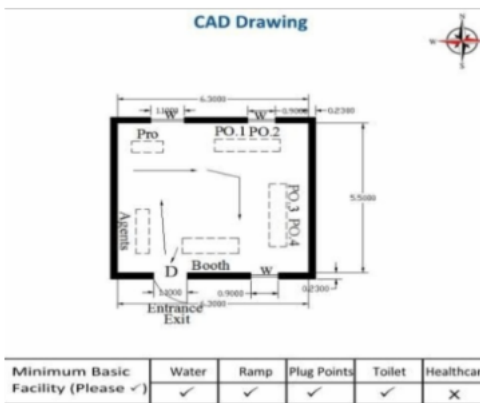 CAD Drawing
N
W
S
6.3000
1.1000
W
W
0.9000
0.2300
Pro
PO.1 PO.2
5.5000
PO.3 PO.4
Agents
D
Booth
W
1.1000
0.9000
0.2300
6.3000
Entrance
Exit
Minimum Basic Facility (Please ✓)
Water
Ramp
Plug Points
Toilet
Healthcar
✓
✓
✓
✓
×